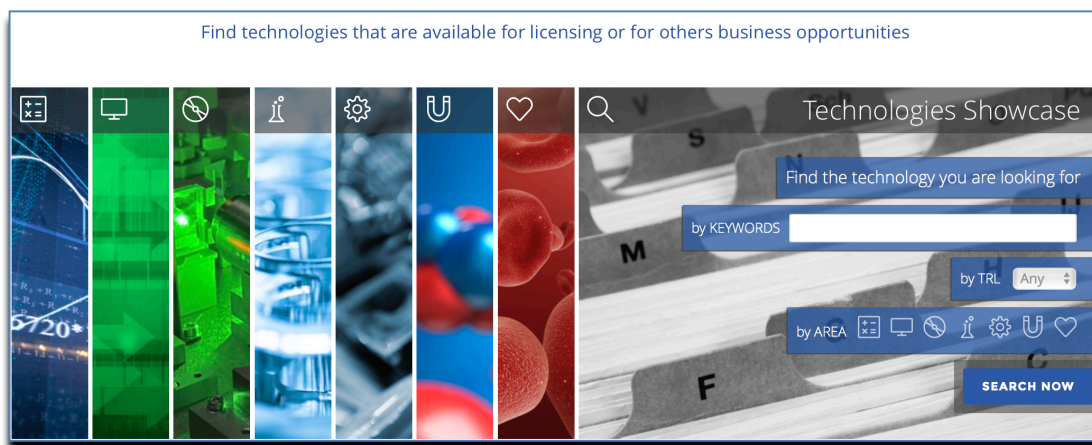 Find technologies that are available for licensing or for others business opportunities
Technologies Showcase
Find the technology you are looking for
by KEYWORDS
by TRL Any
by AREA
SEARCH NOW
V
S
N
M
F
C
6720*